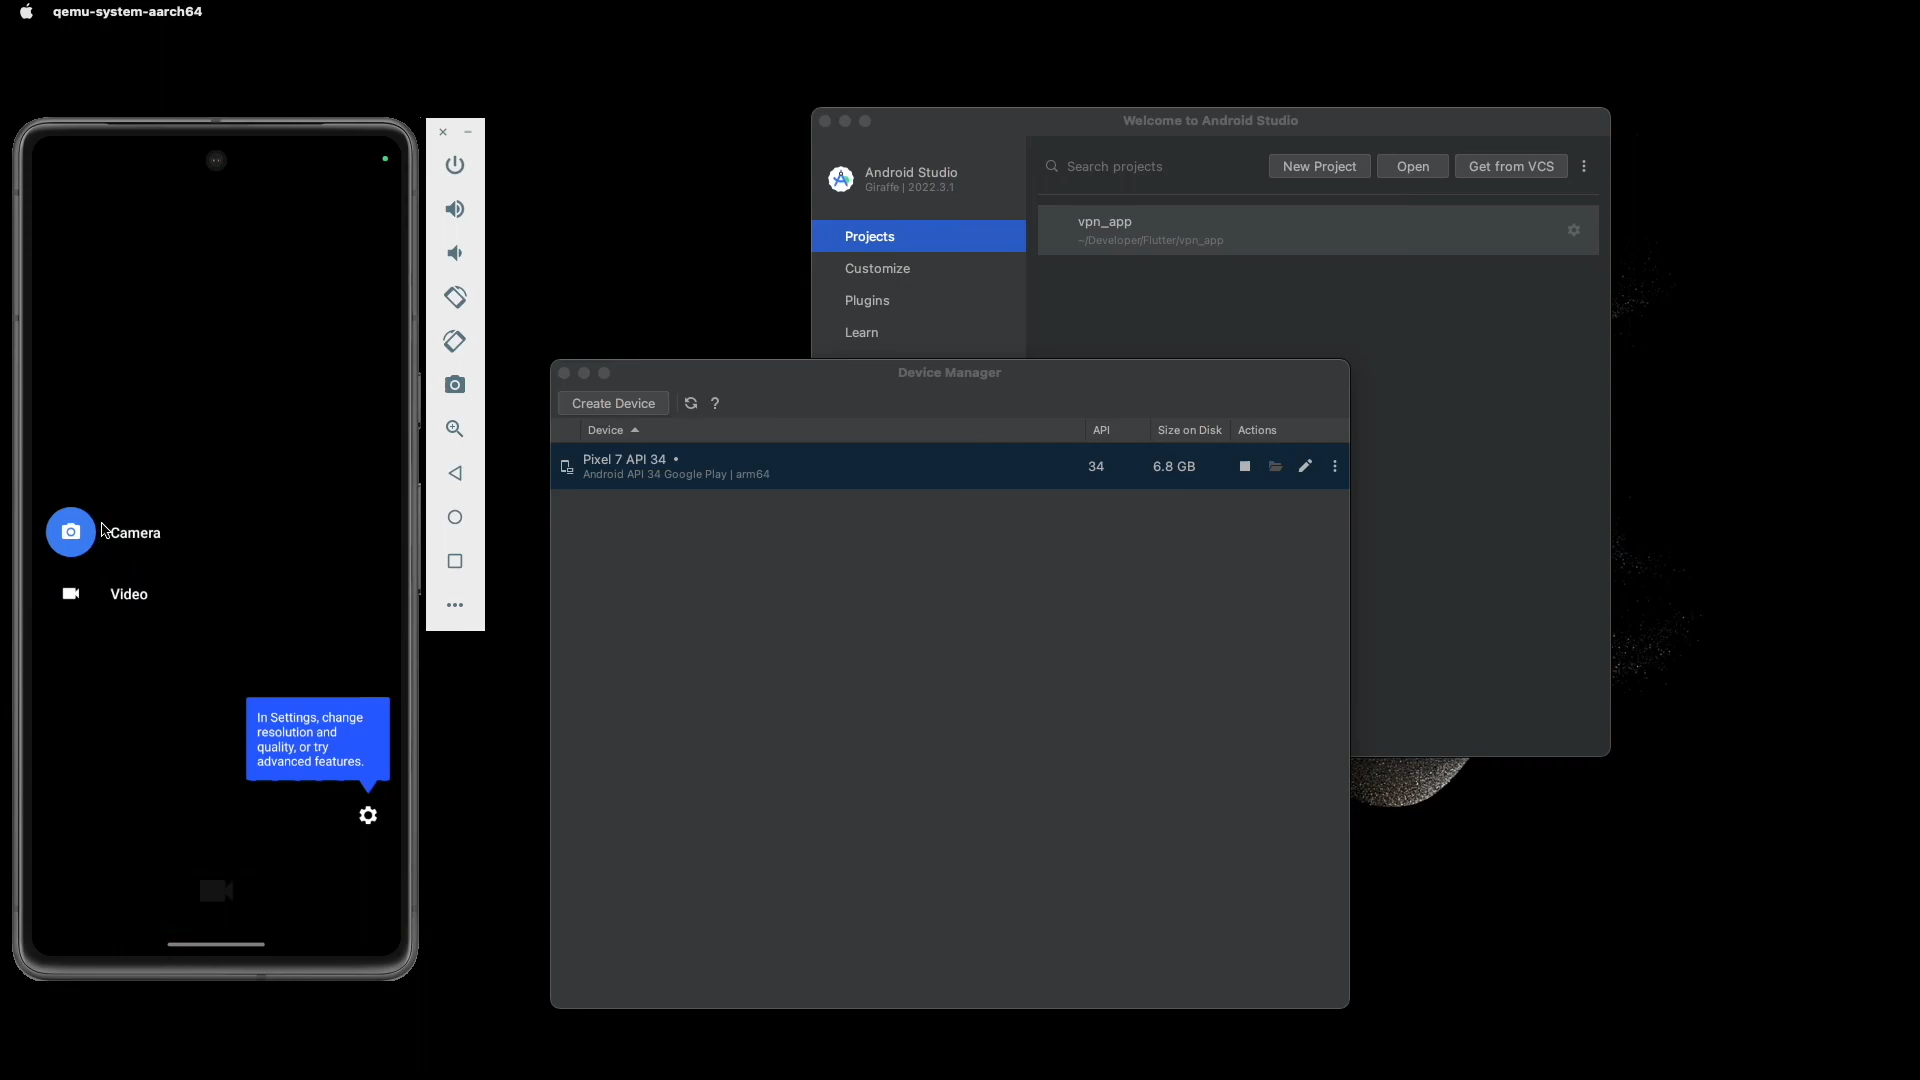 qemu-system-aarch64
Camera
Video
In Settings, change
resolution and
quality, or try
advanced features.
Welcome to Android Studio
Android Studio
Giraffe | 2022.3.1
Search projects
New Project
Open
Get from VCS
Projects
Customize
Plugins
Learn
vpn_app
~/Developer/Flutter/vpn_app
Device Manager
Create Device
?
Device
API
Size on Disk
Actions
Pixel 7 API 34 •
Android API 34 Google Play | arm64
34
6.8 GB